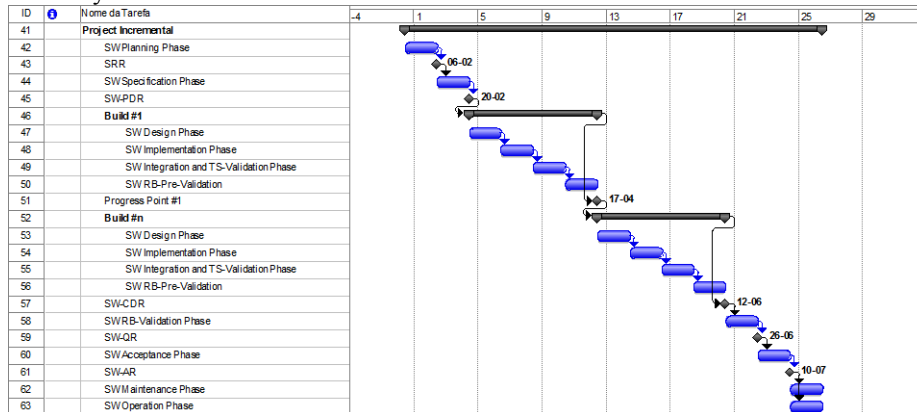 ID Nome da Tarefa -4 1 5 9 13 17 21 25 29
41 Project Incremental
42 SW Planning Phase
43 SRR 06-02
44 SW Specification Phase
45 SW-PDR 20-02
46 Build #1
47 SW Design Phase
48 SW Implementation Phase
49 SW Integration and TS-Validation Phase
50 SW RB-Pre-Validation
51 Progress Point #1 17-04
52 Build #n
53 SW Design Phase
54 SW Implementation Phase
55 SW Integration and TS-Validation Phase
56 SW RB-Pre-Validation
57 SW-CDR 12-06
58 SW RB-Validation Phase
59 SW-QR 26-06
60 SW Acceptance Phase
61 SW-AR 10-07
62 SW Maintenance Phase
63 SW Operation Phase